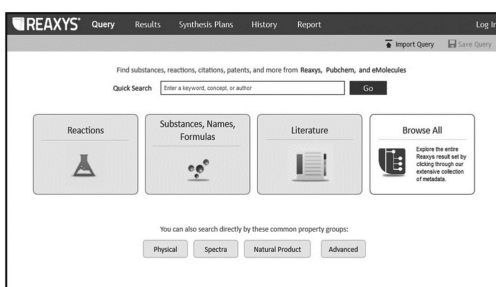 REAXYS® Query Results Synthesis Plans History Report Log In
Import Query Save Query
Find substances, reactions, citations, patents, and more from Reaxys, Pubchem, and eMolecules
Quick Search Enter a keyword, concept, or author Go
Reactions
Substances, Names,
Formulas
Literature
Browse All
Explore the entire
Reaxys result set by
clicking through our
extensive collection
of metadata.
You can also search directly by these common property groups:
Physical Spectra Natural Product Advanced